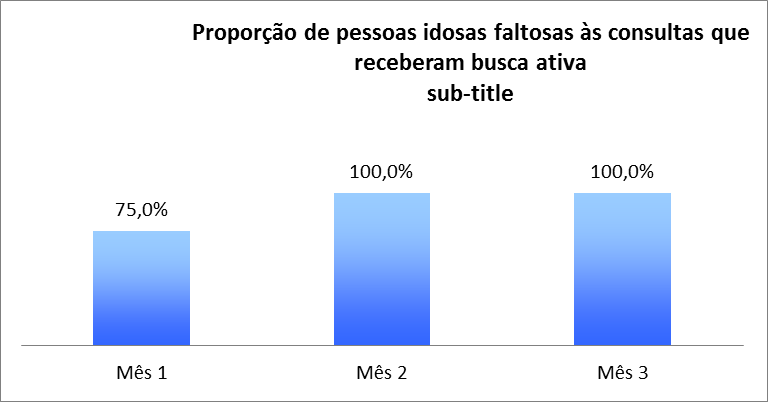 Proporção de pessoas idosas faltosas às consultas que
receberam busca ativa
sub-title
100,0%
100,0%
75,0%
Mês 1
Mês 2
Mês 3